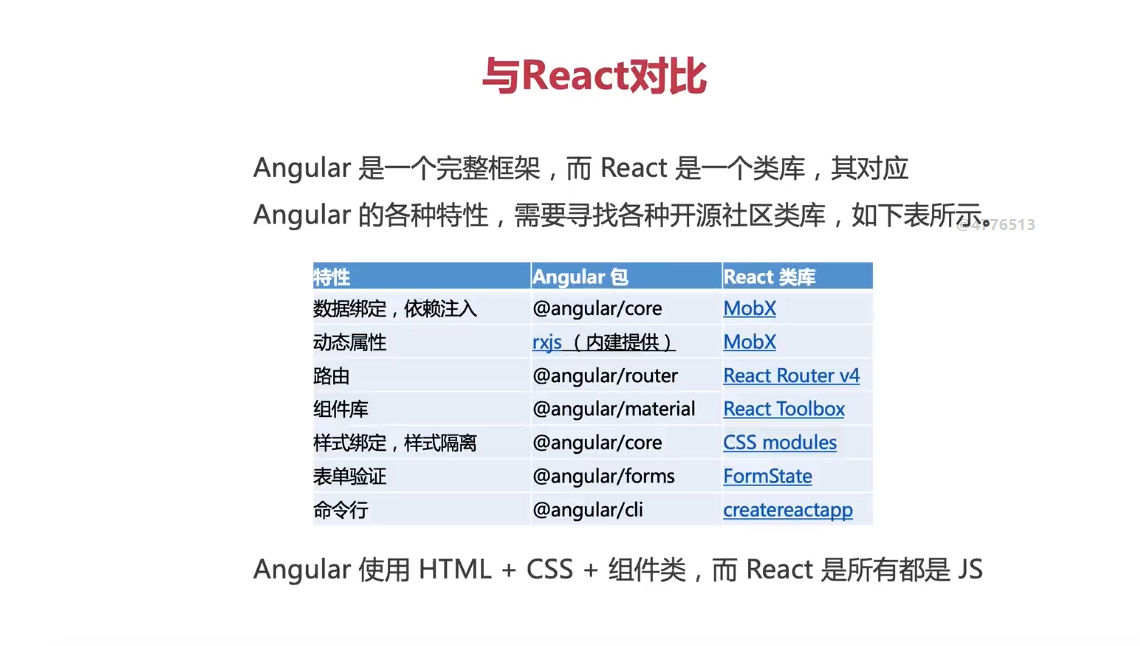 与React对比
Angular 是一个完整框架，而 React 是一个类库，其对应
Angular 的各种特性，需要寻找各种开源社区类库，如下表所示。
@4776513
特性 Angular 包 React 类库
数据绑定，依赖注入 @angular/core MobX
动态属性 rxjs（内建提供） MobX
路由 @angular/router React Router v4
组件库 @angular/material React Toolbox
样式绑定，样式隔离 @angular/core CSS modules
表单验证 @angular/forms FormState
命令行 @angular/cli createreactapp
Angular 使用 HTML + CSS + 组件类，而 React 是所有都是 JS